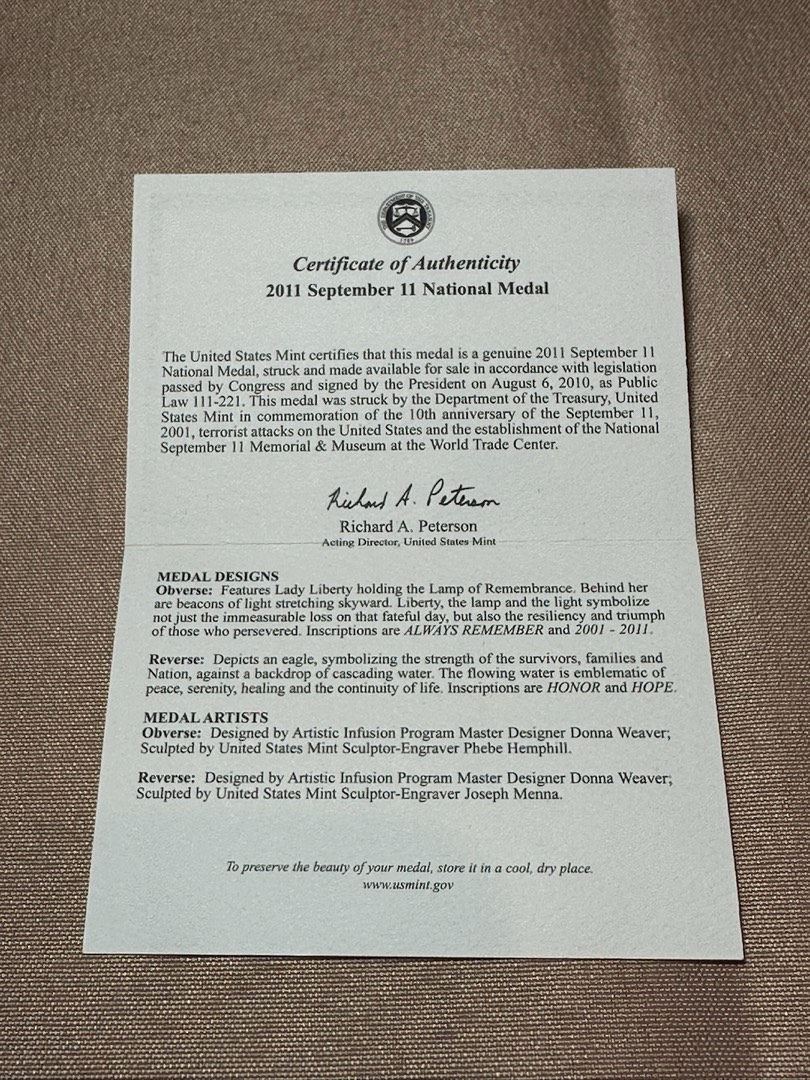 THE DEPARTMENT OF THE TREASURY
1789
Certificate of Authenticity
2011 September 11 National Medal
The United States Mint certifies that this medal is a genuine 2011 September 11
National Medal, struck and made available for sale in accordance with legislation
passed by Congress and signed by the President on August 6, 2010, as Public
Law 111-221. This medal was struck by the Department of the Treasury, United
States Mint in commemoration of the 10th anniversary of the September 11,
2001, terrorist attacks on the United States and the establishment of the National
September 11 Memorial & Museum at the World Trade Center.
Richard A. Peterson
Richard A. Peterson
Acting Director, United States Mint
MEDAL DESIGNS
Obverse: Features Lady Liberty holding the Lamp of Remembrance. Behind her
are beacons of light stretching skyward. Liberty, the lamp and the light symbolize
not just the immeasurable loss on that fateful day, but also the resiliency and triumph
of those who persevered. Inscriptions are ALWAYS REMEMBER and 2001 - 2011.
Reverse: Depicts an eagle, symbolizing the strength of the survivors, families and
Nation, against a backdrop of cascading water. The flowing water is emblematic of
peace, serenity, healing and the continuity of life. Inscriptions are HONOR and HOPE.
MEDAL ARTISTS
Obverse: Designed by Artistic Infusion Program Master Designer Donna Weaver;
Sculpted by United States Mint Sculptor-Engraver Phebe Hemphill.
Reverse: Designed by Artistic Infusion Program Master Designer Donna Weaver;
Sculpted by United States Mint Sculptor-Engraver Joseph Menna.
To preserve the beauty of your medal, store it in a cool, dry place.
www.usmint.gov